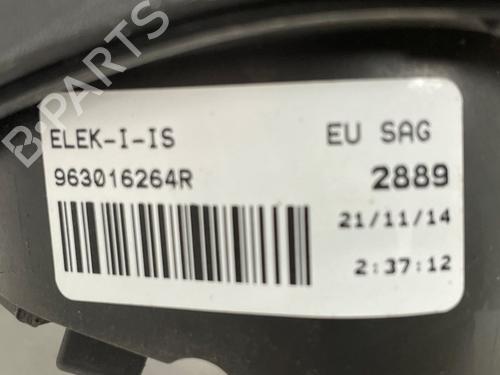 ELEK-I-IS EU SAG
963016264R 2889
21/11/14
2:37:12
B-PARTS